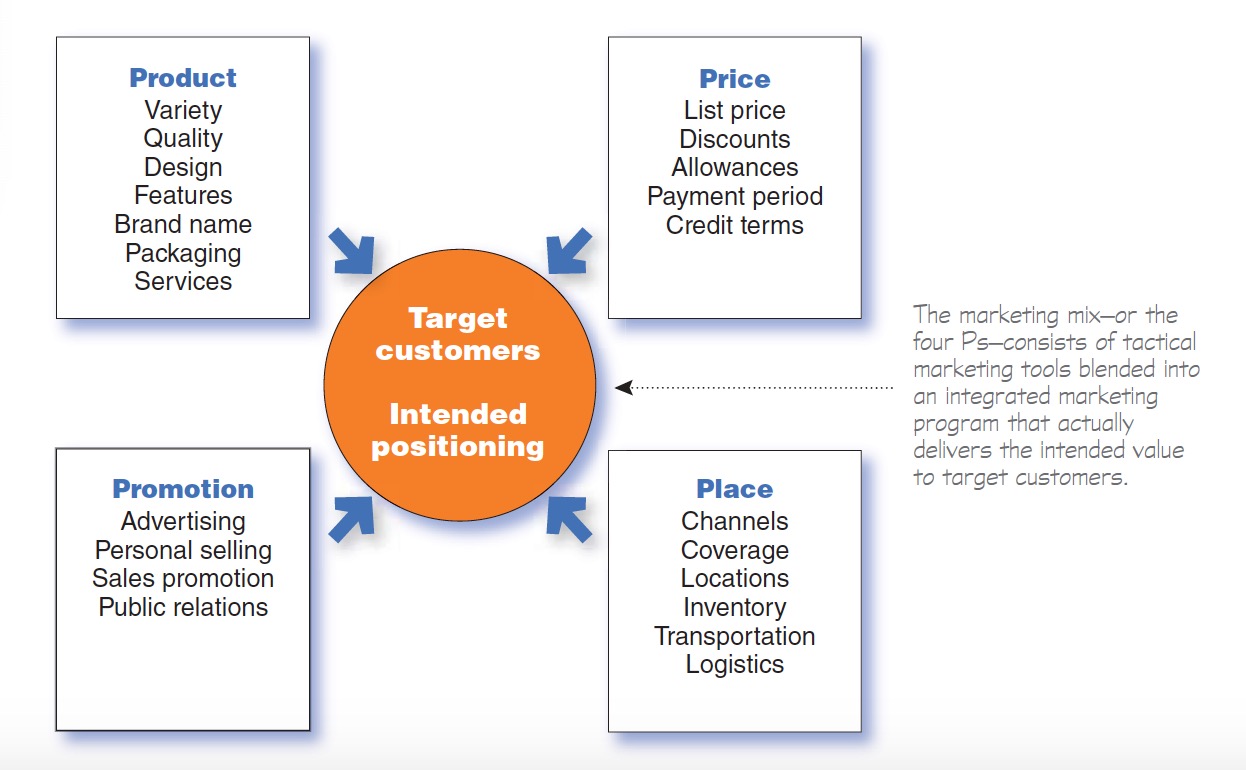 Product
Variety
Quality
Design
Features
Brand name
Packaging
Services
Price
List price
Discounts
Allowances
Payment period
Credit terms
Target
customers
Intended
positioning
The marketing mix—or the
four Ps—consists of tactical
marketing tools blended into
an integrated marketing
program that actually
delivers the intended value
to target customers.
Promotion
Advertising
Personal selling
Sales promotion
Public relations
Place
Channels
Coverage
Locations
Inventory
Transportation
Logistics